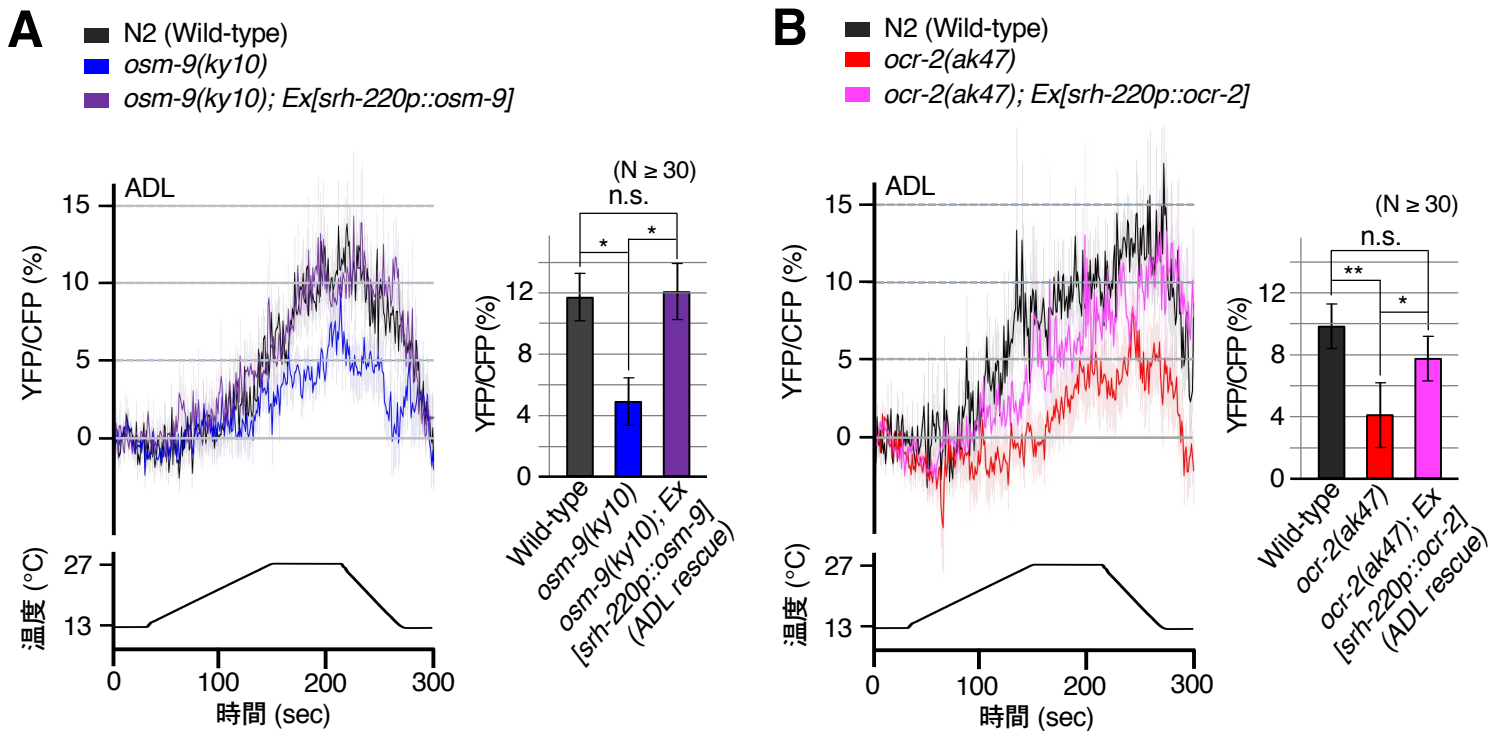 A
N2 (Wild-type)
osm-9(ky10)
osm-9(ky10); Ex[srh-220p::osm-9]
ADL
YFP/CFP (%)
15
10
5
0
温度 (°C)
27
13
0 100 200 300
時間 (sec)
(N ≥ 30)
n.s.
* *
YFP/CFP (%)
12
8
4
0
Wild-type
osm-9(ky10)
osm-9(ky10); Ex
[srh-220p::osm-9]
(ADL rescue)
B
N2 (Wild-type)
ocr-2(ak47)
ocr-2(ak47); Ex[srh-220p::ocr-2]
ADL
YFP/CFP (%)
15
10
5
0
温度 (°C)
27
13
0 100 200 300
時間 (sec)
(N ≥ 30)
n.s.
**
*
YFP/CFP (%)
12
8
4
0
Wild-type
ocr-2(ak47)
ocr-2(ak47); Ex
[srh-220p::ocr-2]
(ADL rescue)